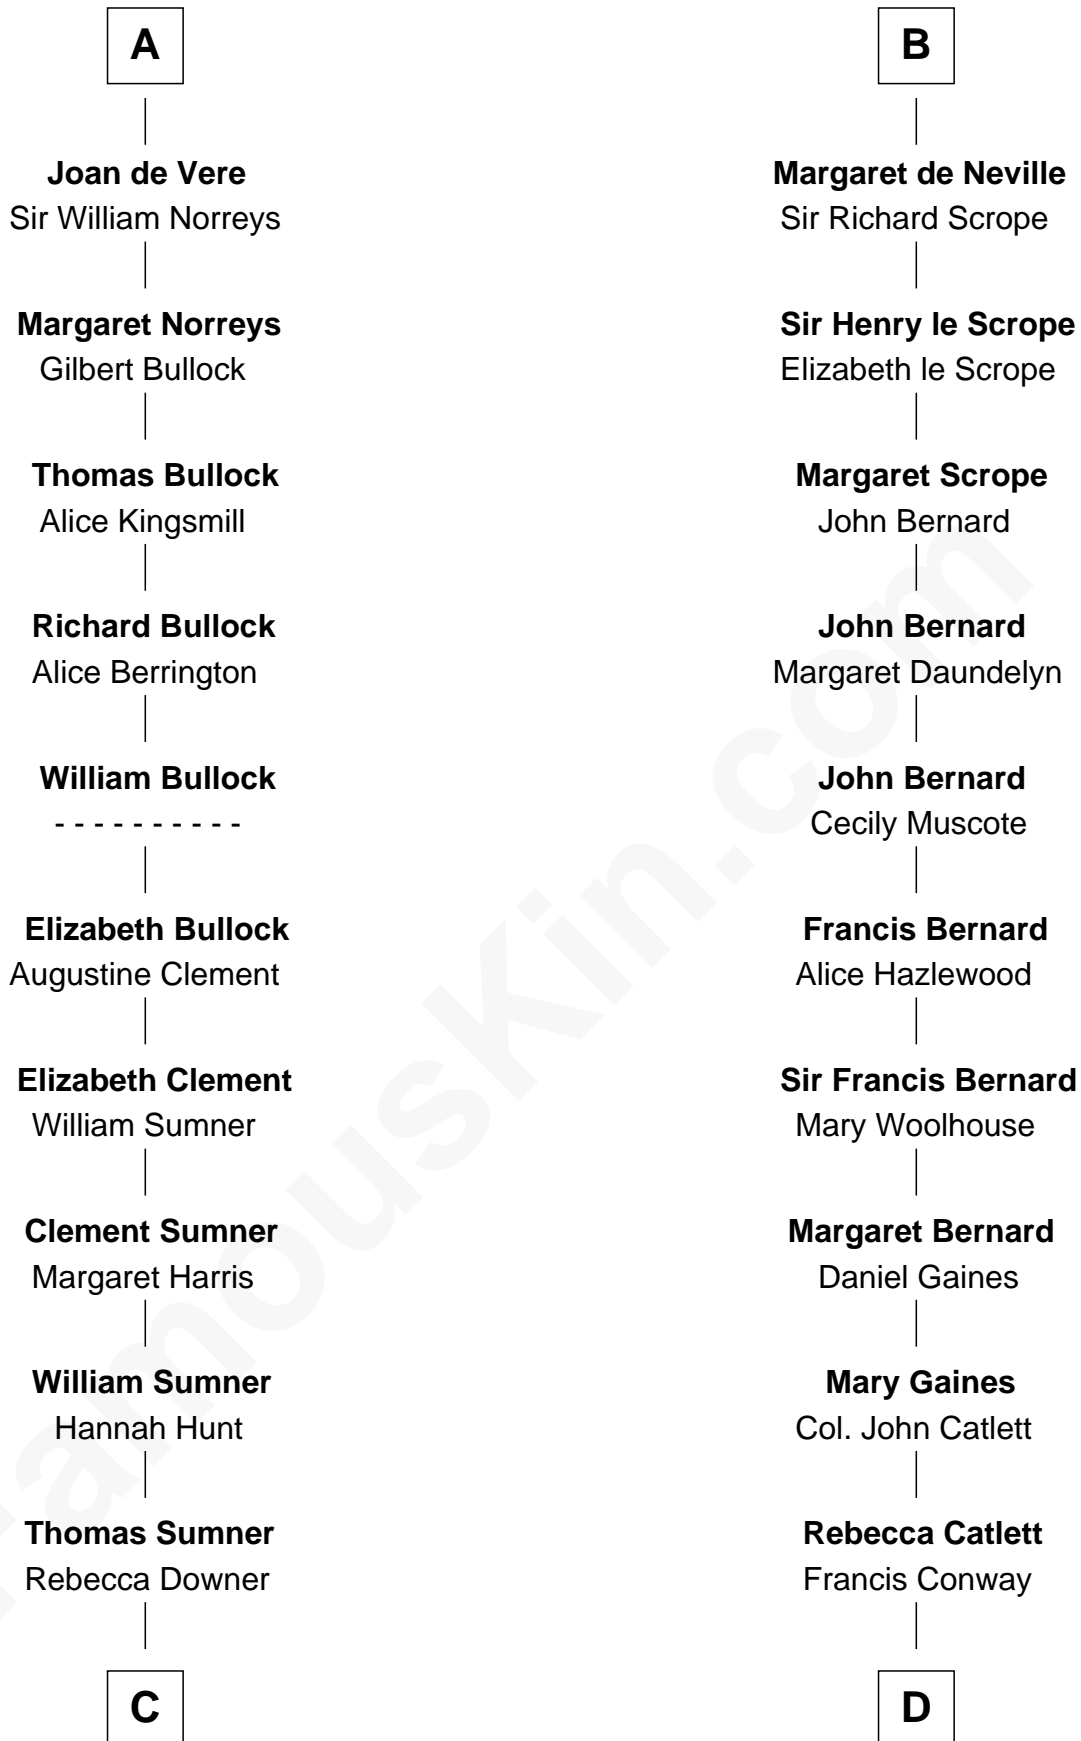 A
Joan de Vere
Sir William Norreys
Margaret Norreys
Gilbert Bullock
Thomas Bullock
Alice Kingsmill
Richard Bullock
Alice Berrington
William Bullock
- - - - - - - - - -
Elizabeth Bullock
Augustine Clement
Elizabeth Clement
William Sumner
Clement Sumner
Margaret Harris
William Sumner
Hannah Hunt
Thomas Sumner
Rebecca Downer
C
B
Margaret de Neville
Sir Richard Scrope
Sir Henry le Scrope
Elizabeth le Scrope
Margaret Scrope
John Bernard
John Bernard
Margaret Daundelyn
John Bernard
Cecily Muscote
Francis Bernard
Alice Hazlewood
Sir Francis Bernard
Mary Woolhouse
Margaret Bernard
Daniel Gaines
Mary Gaines
Col. John Catlett
Rebecca Catlett
Francis Conway
D
FamousKin.com